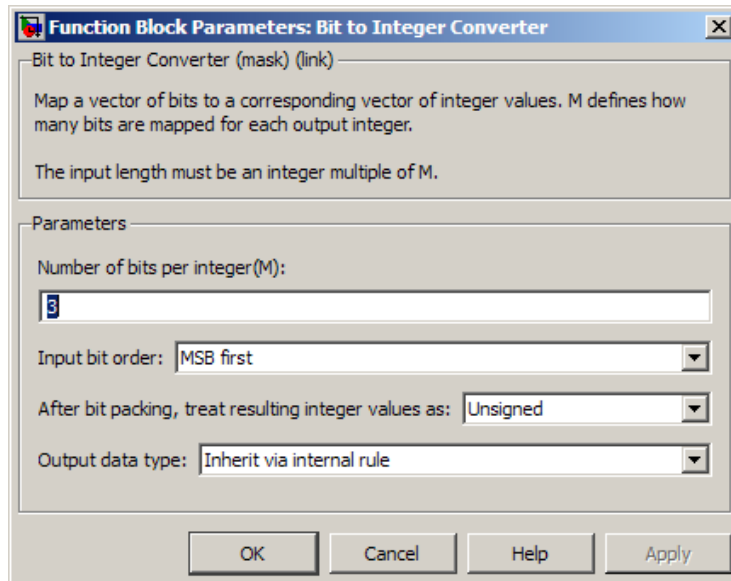 Function Block Parameters: Bit to Integer Converter
Bit to Integer Converter (mask) (link)
Map a vector of bits to a corresponding vector of integer values. M defines how
many bits are mapped for each output integer.
The input length must be an integer multiple of M.
Parameters
Number of bits per integer(M):
3
Input bit order: MSB first
After bit packing, treat resulting integer values as: Unsigned
Output data type: Inherit via internal rule
OK Cancel Help Apply